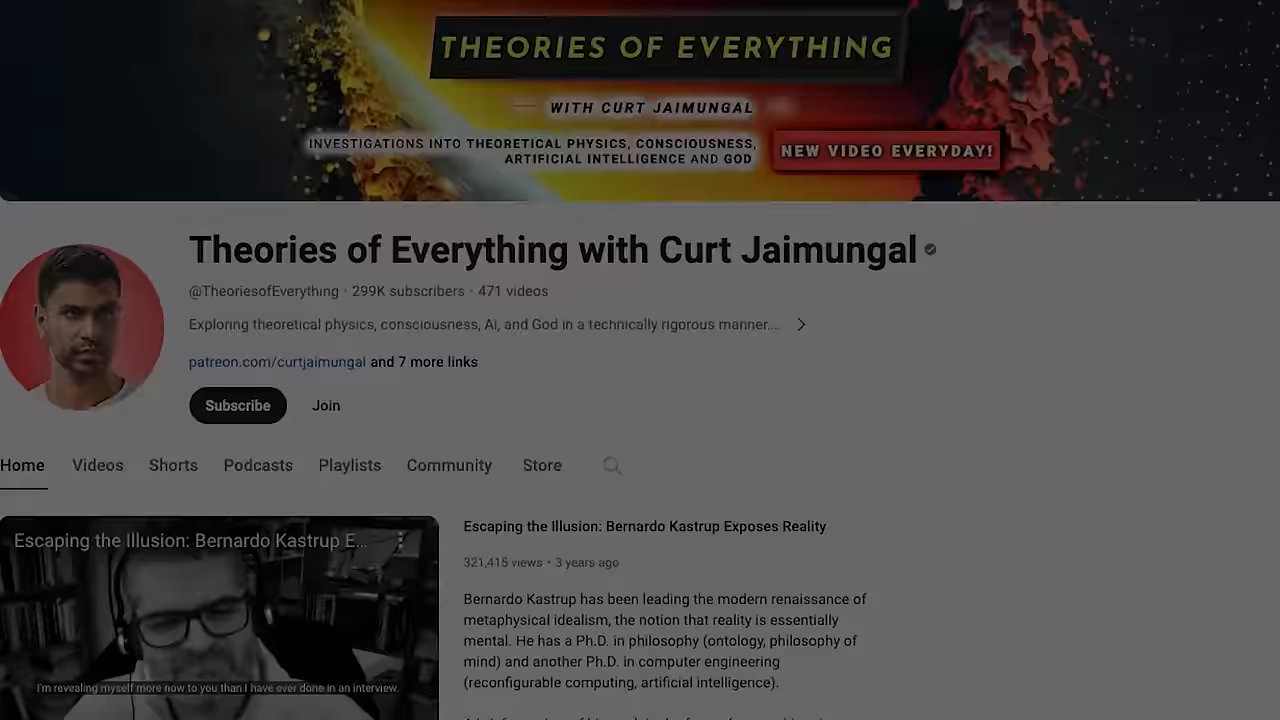 THEORIES OF EVERYTHING
WITH CURT JAIMUNGAL
INVESTIGATIONS INTO THEORETICAL PHYSICS, CONSCIOUSNESS,
ARTIFICIAL INTELLIGENCE AND GOD
NEW VIDEO EVERYDAY!
Theories of Everything with Curt Jaimungal
@TheoriesofEverything · 299K subscribers · 471 videos
Exploring theoretical physics, consciousness, AI, and God in a technically rigorous manner....
patreon.com/curtjaimungal and 7 more links
Subscribe Join
Home Videos Shorts Podcasts Playlists Community Store
Escaping the Illusion: Bernardo Kastrup E...
I'm revealing myself more now to you than I have ever done in an interview.
Escaping the Illusion: Bernardo Kastrup Exposes Reality
321,415 views · 3 years ago
Bernardo Kastrup has been leading the modern renaissance of
metaphysical idealism, the notion that reality is essentially
mental. He has a Ph.D. in philosophy (ontology, philosophy of
mind) and another Ph.D. in computer engineering
(reconfigurable computing, artificial intelligence).